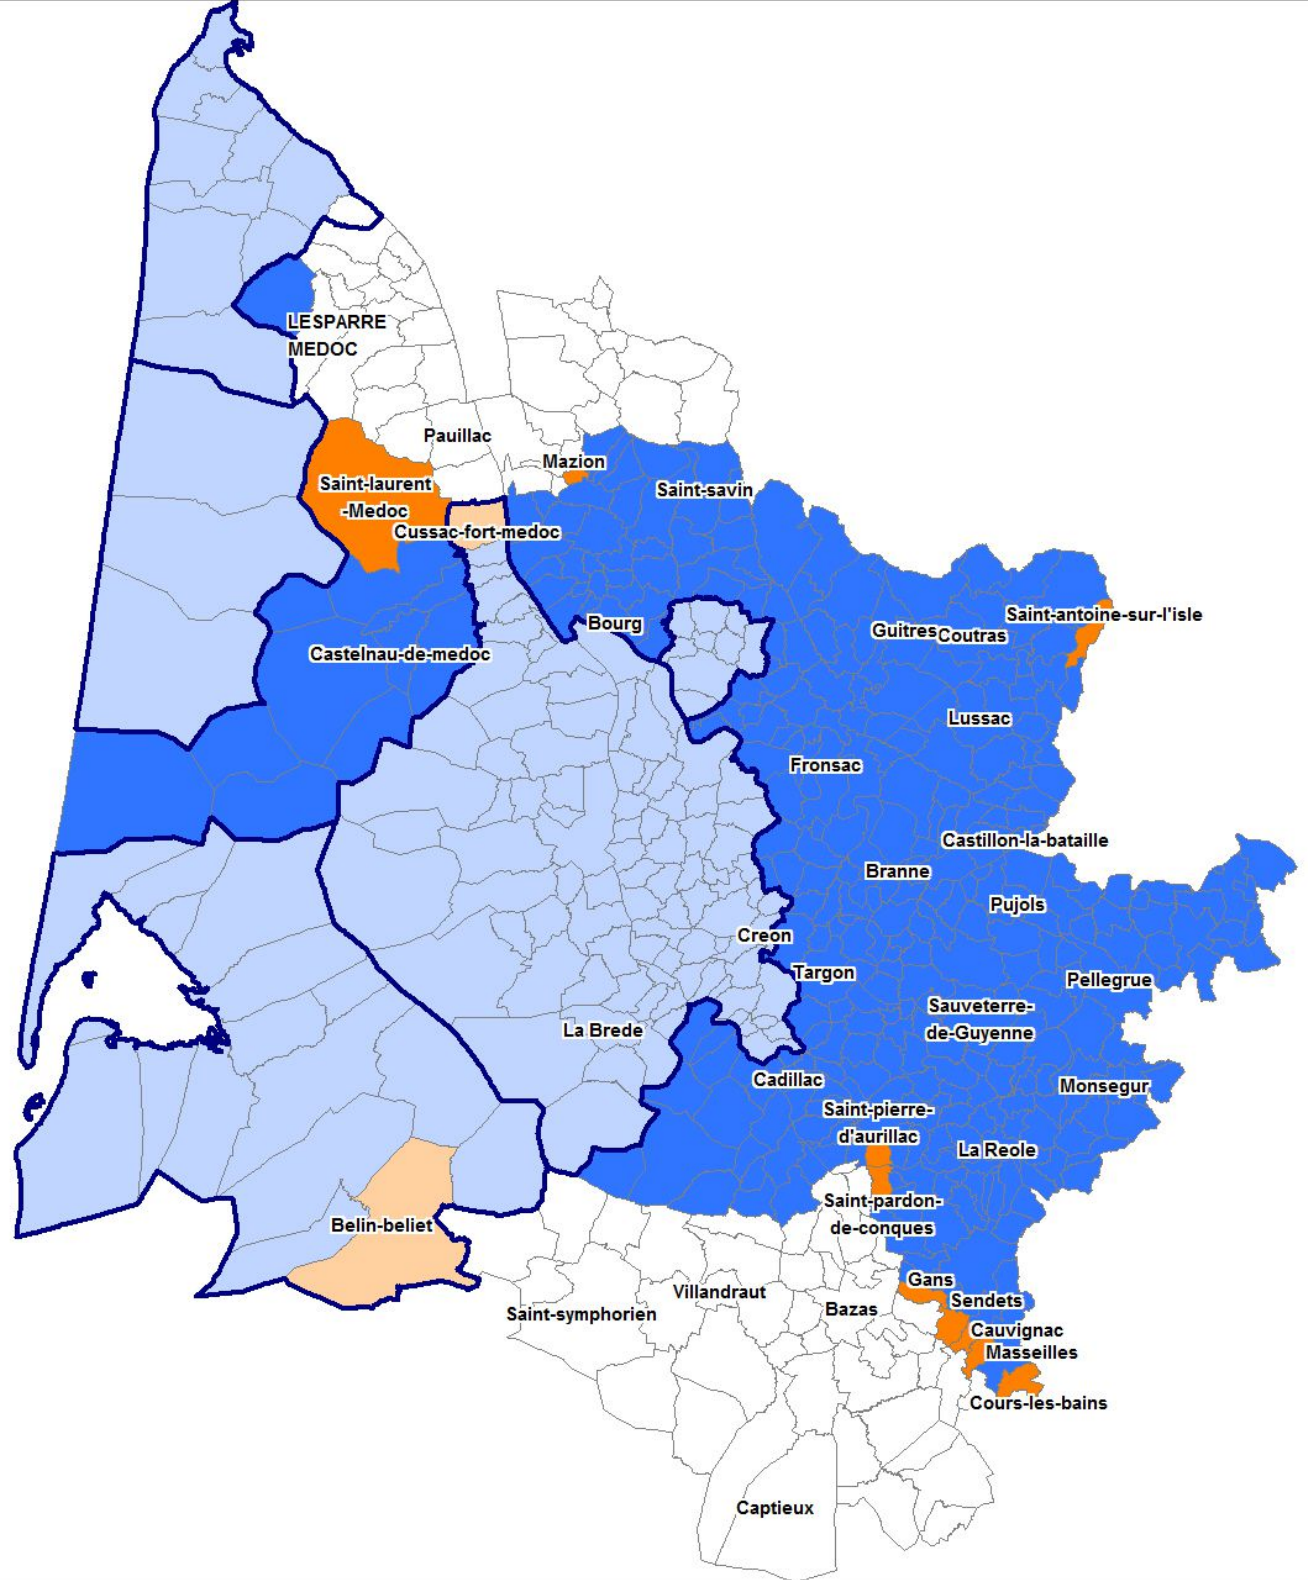 LESPARRE
MEDOC
Pauillac
Mazion
Saint-laurent
-Medoc
Saint-savin
Cussac-fort-medoc
Saint-antoine-sur-l'isle
Bourg
Guitres
Coutras
Castelnau-de-medoc
Lussac
Fronsac
Castillon-la-bataille
Branne
Pujols
Creon
Targon
Pellegrue
Sauveterre-
de-Guyenne
La Brede
Cadillac
Monsegur
Saint-pierre-
d'aurillac
La Reole
Saint-pardon-
de-conques
Belin-beliet
Gans
Villandraut
Sendets
Bazas
Saint-symphorien
Cauvignac
Masseilles
Cours-les-bains
Captieux